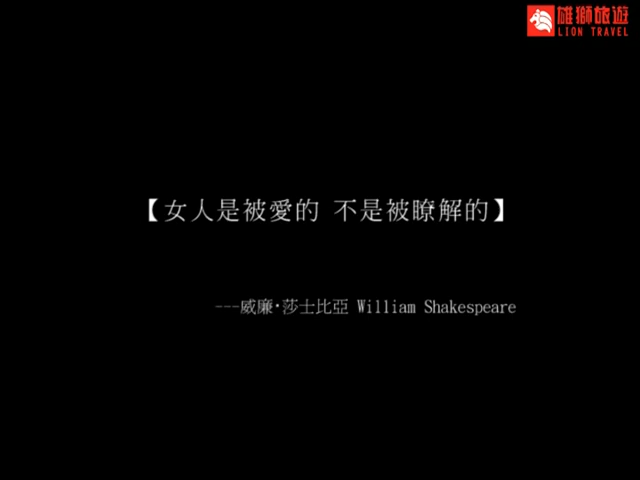 雄獅旅遊
LION TRAVEL
【女人是被愛的 不是被瞭解的】
---威廉·莎士比亞 William Shakespeare